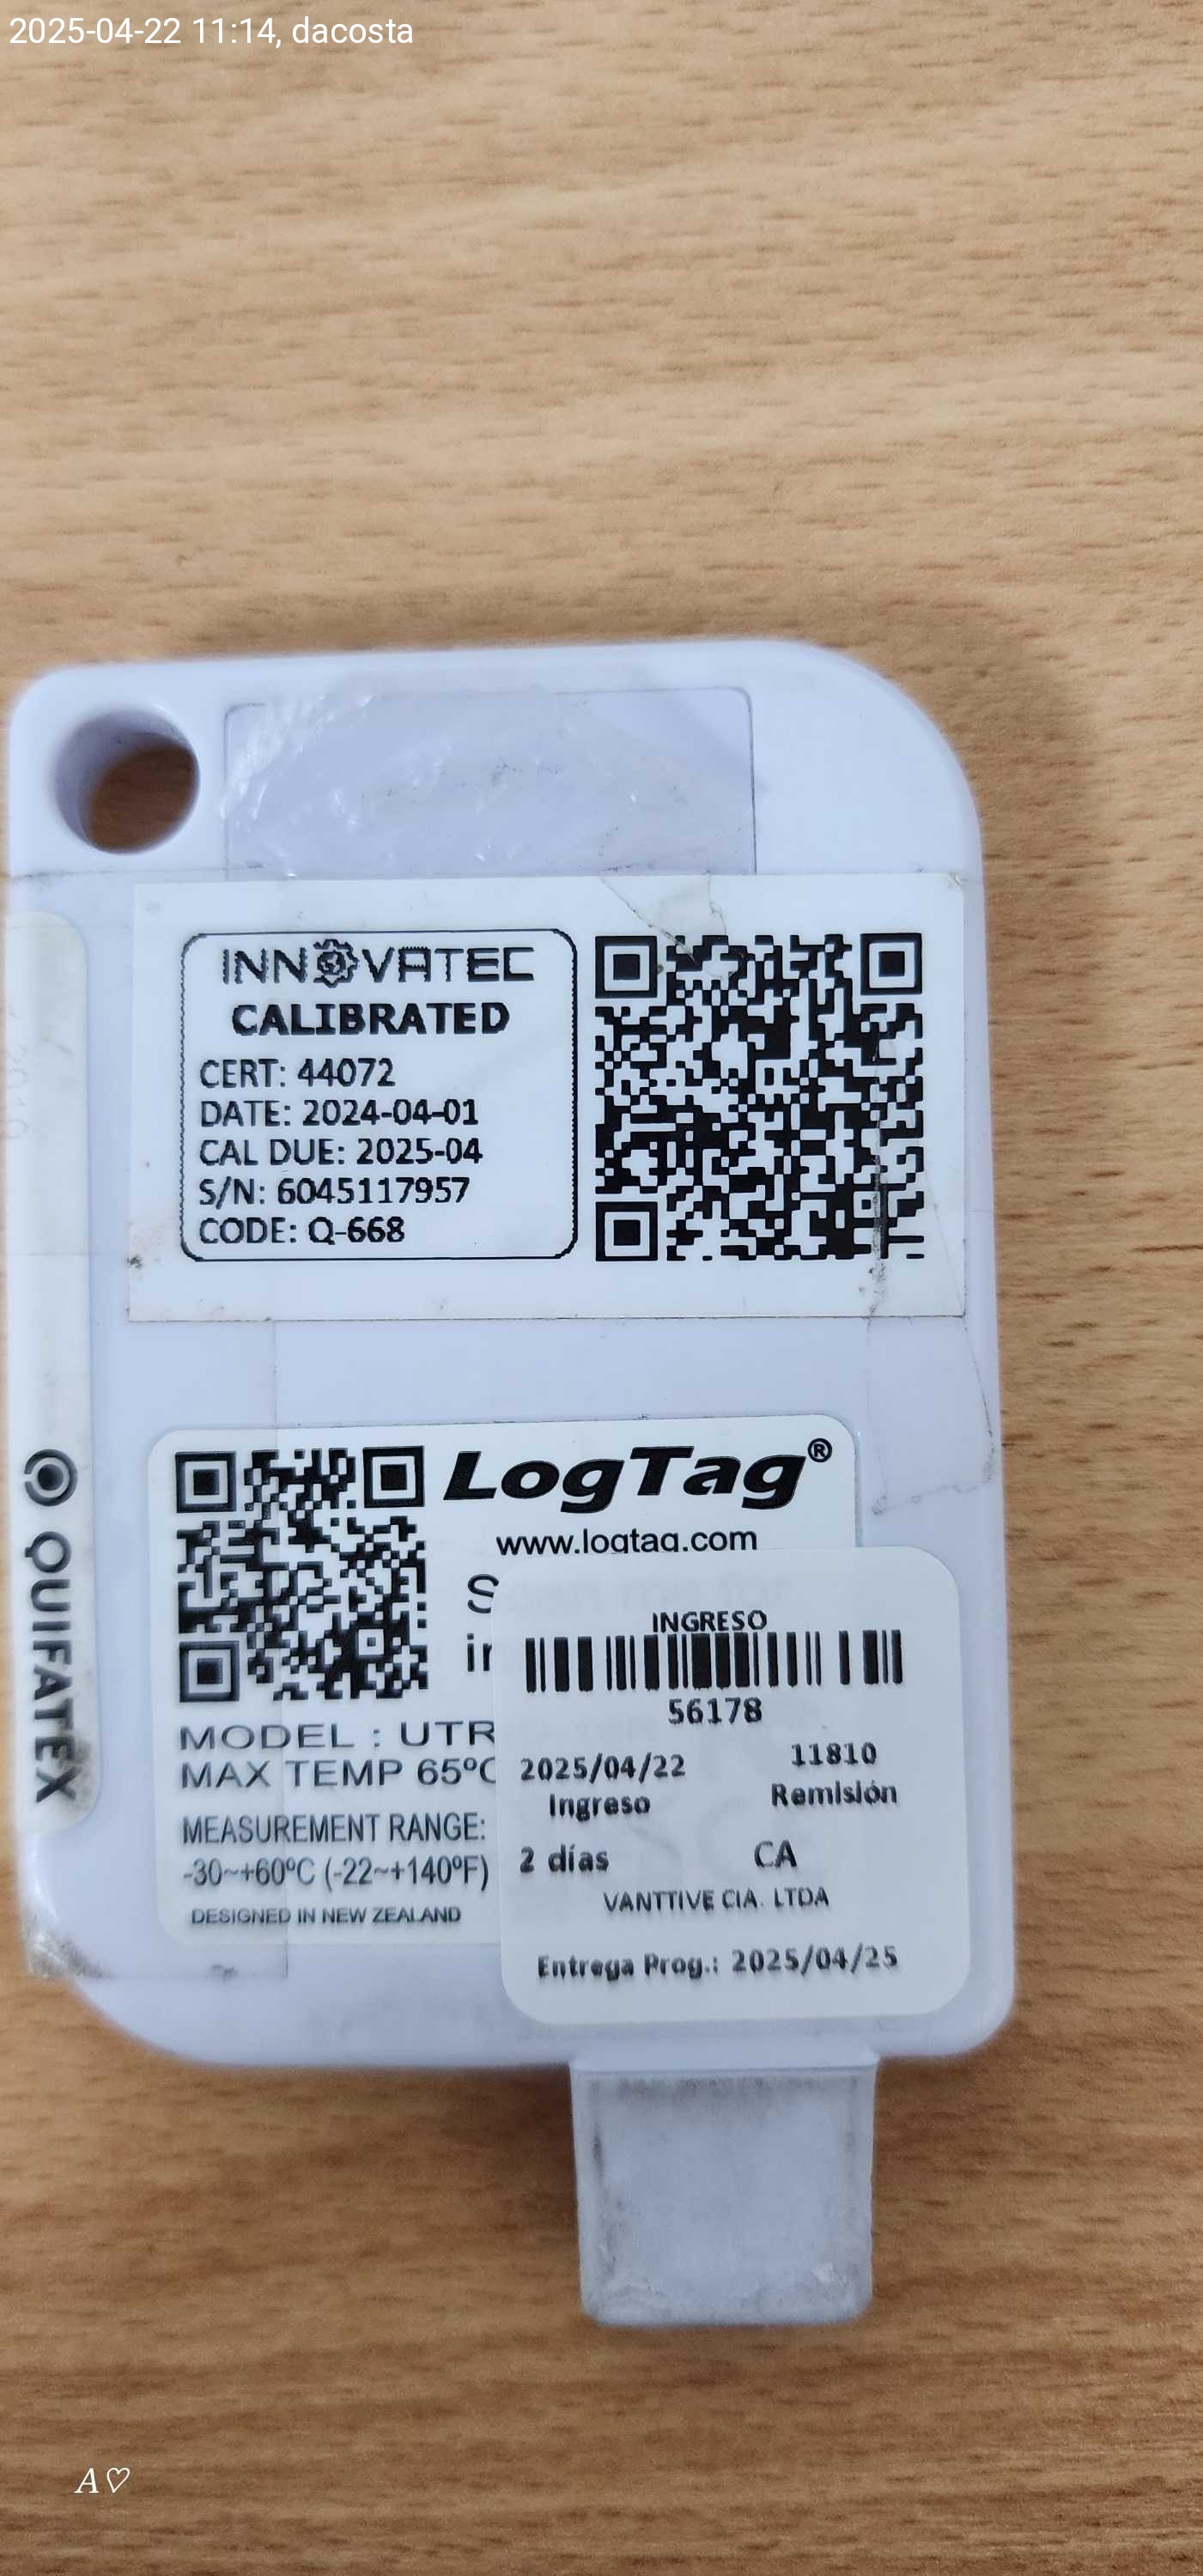 2025-04-22 11:14, dacosta
INNOVATEC
CALIBRATED
CERT: 44072
DATE: 2024-04-01
CAL DUE: 2025-04
S/N: 6045117957
CODE: Q-668
QUIFATEX
LogTag®
www.logtag.com
MODEL : UTR
MAX TEMP 65ºC
MEASUREMENT RANGE:
-30~+60ºC (-22~+140ºF)
DESIGNED IN NEW ZEALAND
INGRESO
56178
2025/04/22 11810
Ingreso Remisión
2 días CA
VANTTIVE CIA. LTDA
Entrega Prog.: 2025/04/25
A♡